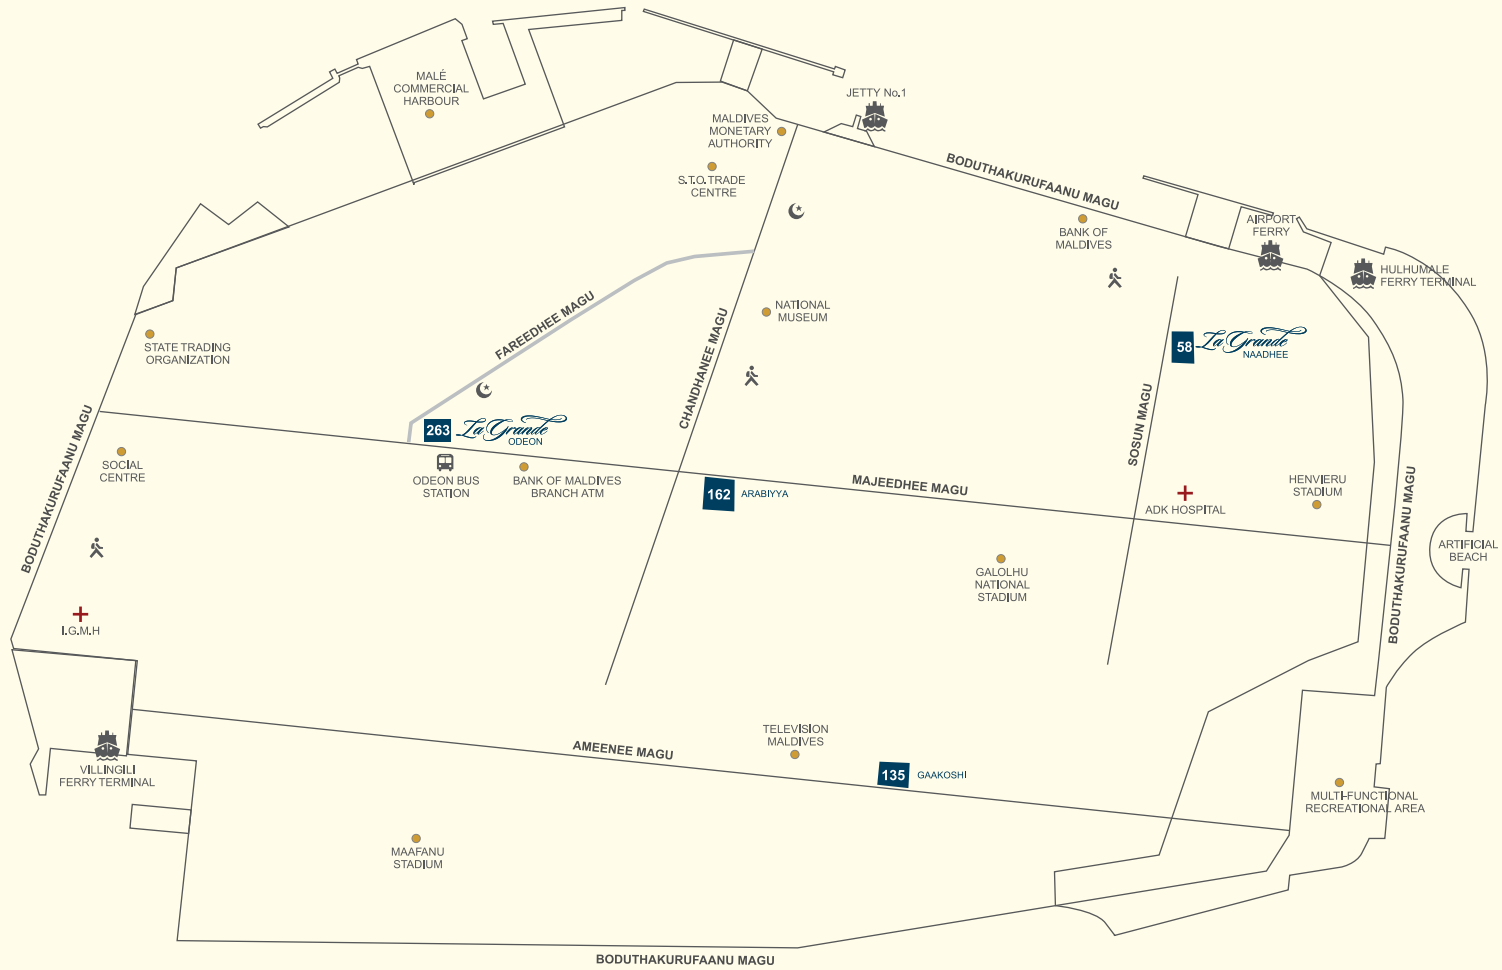 MALÉ
COMMERCIAL
HARBOUR
JETTY No.1
MALDIVES
MONETARY
AUTHORITY
S.T.O. TRADE
CENTRE
BODUTHAKURUFAANU MAGU
BANK OF
MALDIVES
AIRPORT
FERRY
HULHUMALE
FERRY TERMINAL
NATIONAL
MUSEUM
STATE TRADING
ORGANIZATION
FAREEDHEE MAGU
CHANDHANEE MAGU
58
La Grande
NAADHEE
SOSUN MAGU
BODUTHAKURUFAANU MAGU
263
La Grande
ODEON
SOCIAL
CENTRE
ODEON BUS
STATION
BANK OF MALDIVES
BRANCH ATM
162
ARABIYYA
MAJEEDHEE MAGU
ADK HOSPITAL
HENVIERU
STADIUM
BODUTHAKURUFAANU MAGU
ARTIFICIAL
BEACH
GALOLHU
NATIONAL
STADIUM
I.G.M.H
VILLINGILI
FERRY TERMINAL
AMEENEE MAGU
TELEVISION
MALDIVES
135
GAAKOSHI
MULTI-FUNCTIONAL
RECREATIONAL AREA
MAAFANU
STADIUM
BODUTHAKURUFAANU MAGU